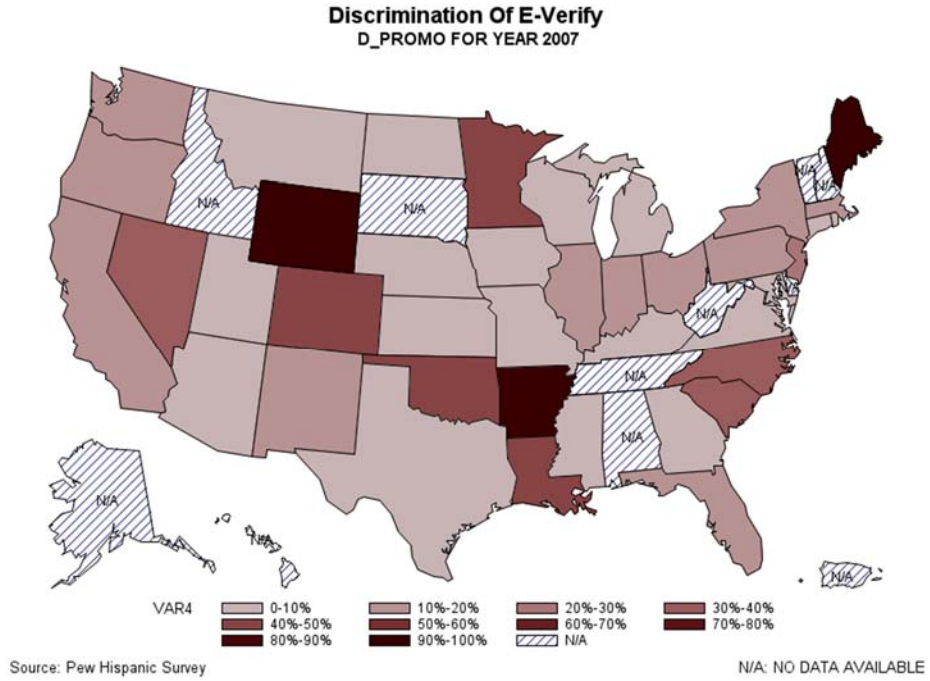 Discrimination Of E-Verify
D_PROMO FOR YEAR 2007
N/A
N/A
N/A
N/A
N/A
N/A
N/A
N/A
N/A
N/A
N/A
VAR4 0-10% 10%-20% 20%-30% 30%-40%
40%-50% 50%-60% 60%-70% 70%-80%
80%-90% 90%-100% N/A
Source: Pew Hispanic Survey N/A: NO DATA AVAILABLE